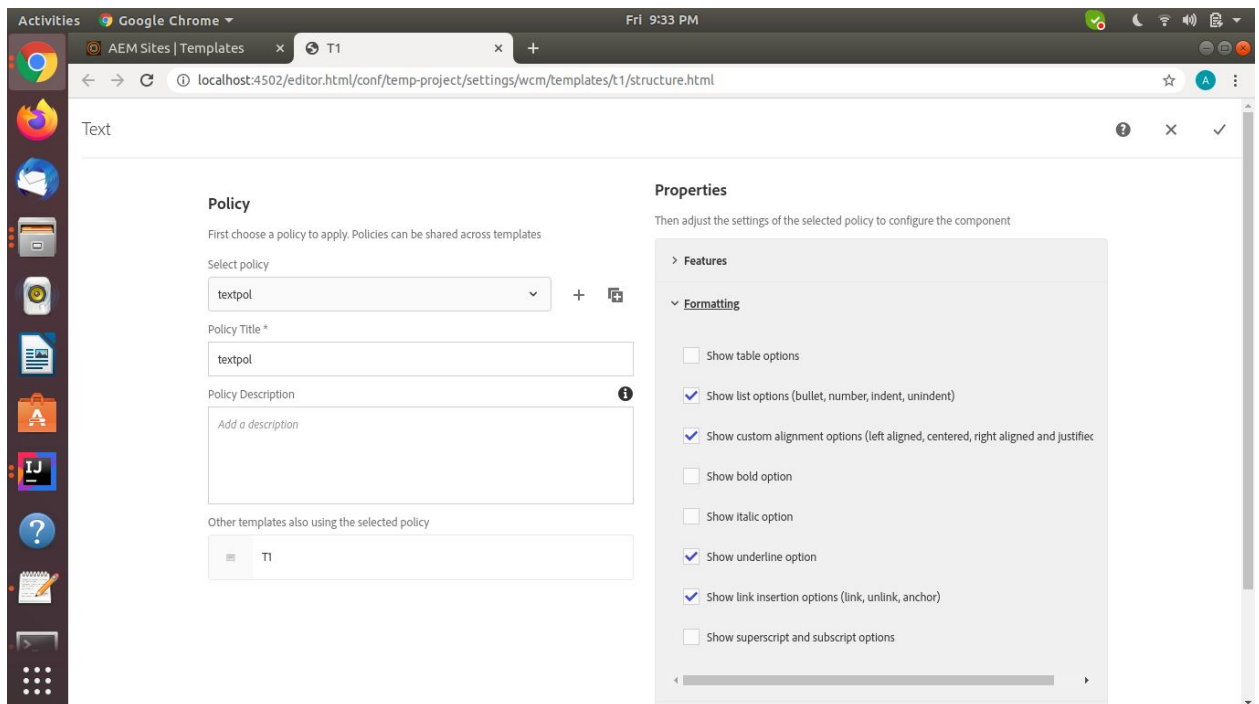 Activities
Google Chrome
Fri 9:33 PM
AEM Sites | Templates
T1
localhost:4502/editor.html/conf/temp-project/settings/wcm/templates/t1/structure.html
A
Text
Policy
First choose a policy to apply. Policies can be shared across templates
Select policy
textpol
Policy Title *
textpol
Policy Description
Add a description
Other templates also using the selected policy
T1
Properties
Then adjust the settings of the selected policy to configure the component
Features
Formatting
Show table options
Show list options (bullet, number, indent, unindent)
Show custom alignment options (left aligned, centered, right aligned and justified
Show bold option
Show italic option
Show underline option
Show link insertion options (link, unlink, anchor)
Show superscript and subscript options
IJ